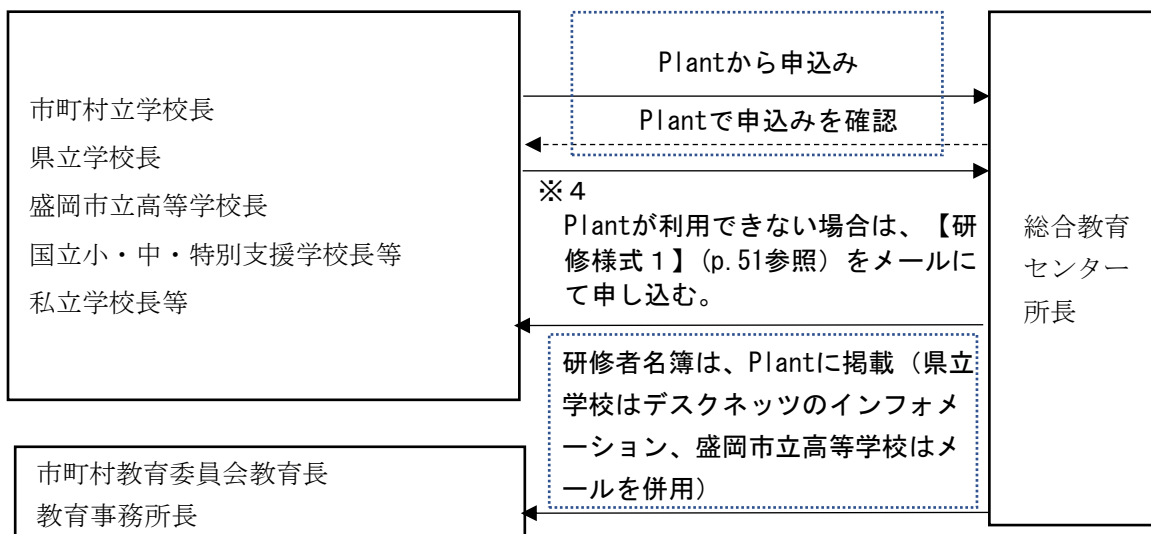 市町村立学校長
県立学校長
盛岡市立高等学校長
国立小・中・特別支援学校長等
私立学校長等
Plantから申込み
Plantで申込みを確認
※4
Plantが利用できない場合は、【研
修様式1】(p.51参照）をメールに
て申し込む。
研修者名簿は、Plantに掲載（県立
学校はデスクネッツのインフォメ
ーション、盛岡市立高等学校はメ
ールを併用）
総合教育
センター
所長
市町村教育委員会教育長
教育事務所長